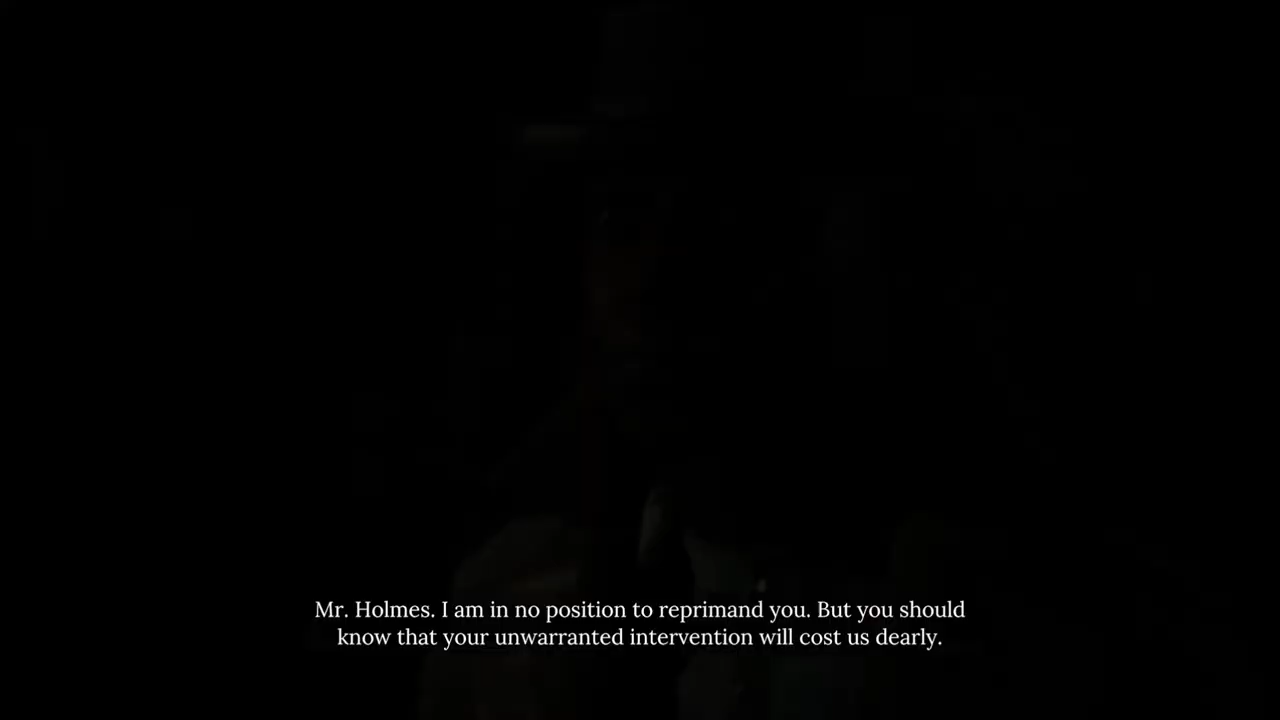 Mr. Holmes. I am in no position to reprimand you. But you should
know that your unwarranted intervention will cost us dearly.